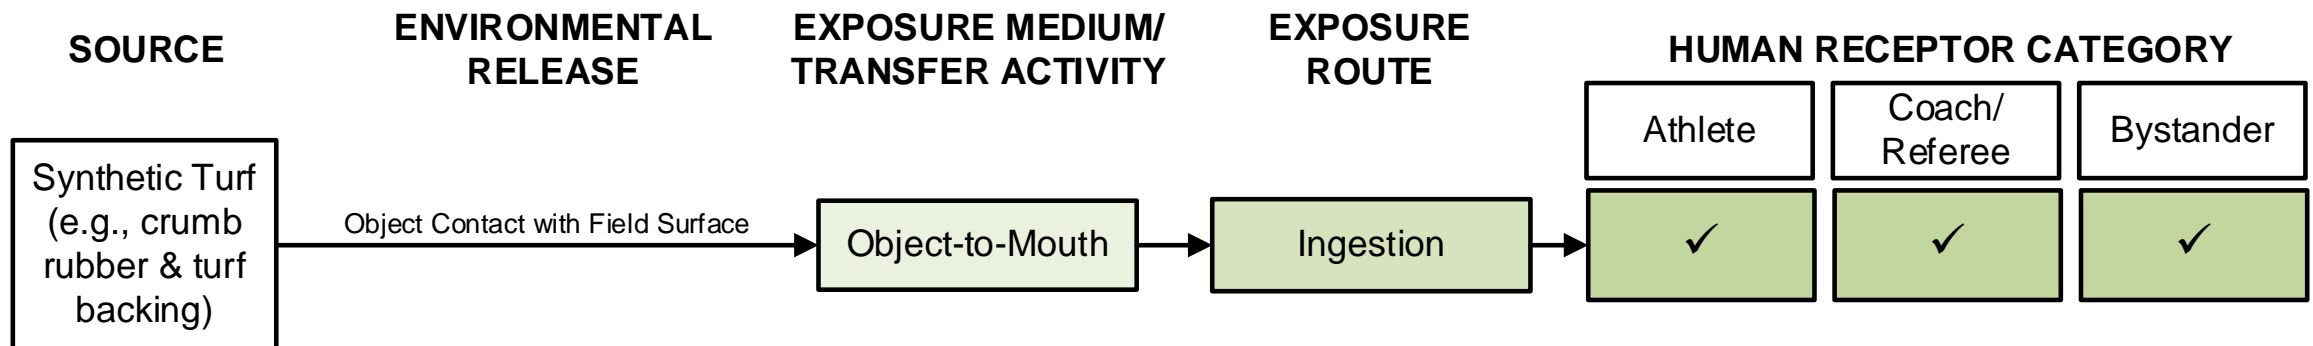 SOURCE
ENVIRONMENTAL
RELEASE
EXPOSURE MEDIUM/
TRANSFER ACTIVITY
EXPOSURE
ROUTE
HUMAN RECEPTOR CATEGORY
Athlete
Coach/
Referee
Bystander
Synthetic Turf
(e.g., crumb
rubber & turf
backing)
Object Contact with Field Surface
Object-to-Mouth
Ingestion
✓
✓
✓